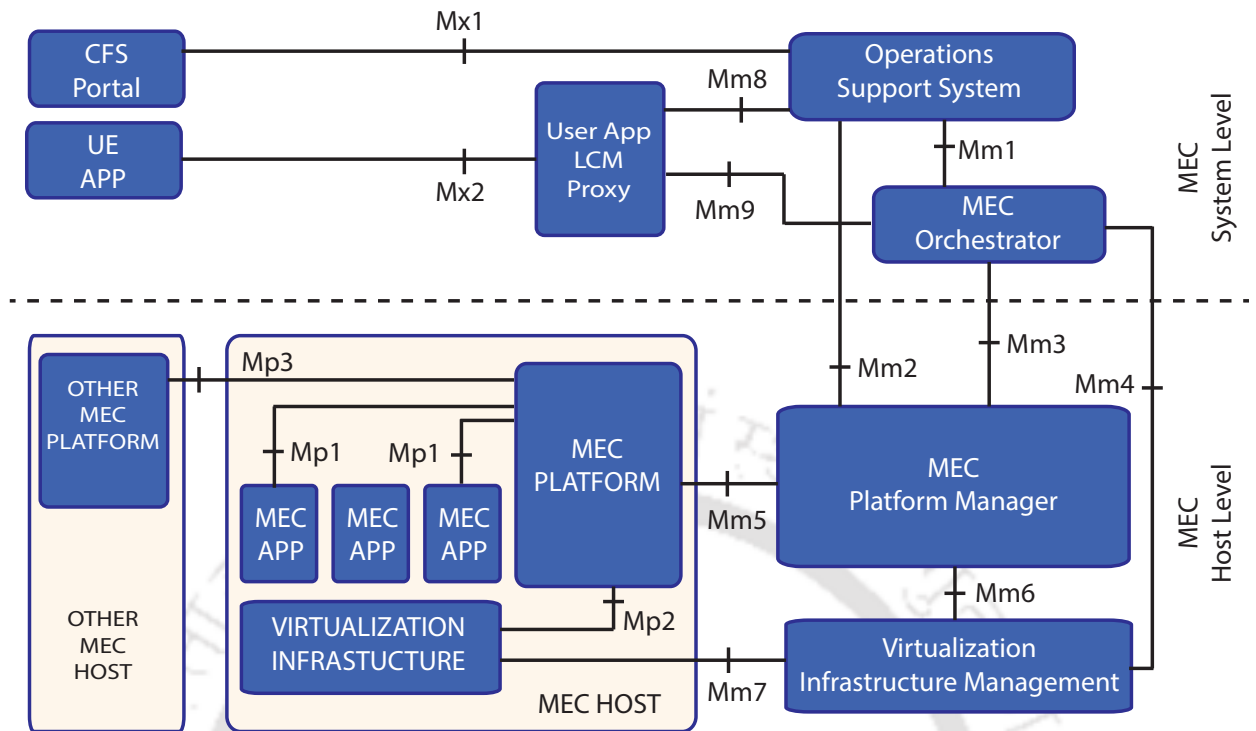 Mx1
CFS
Portal
Operations
Support System
Mm8
UE
APP
User App
LCM
Proxy
Mx2
Mm9
Mm1
MEC
Orchestrator
MEC
System Level
Mp3
Mm2
Mm3
Mm4
OTHER
MEC
PLATFORM
Mp1
Mp1
MEC
PLATFORM
MEC
Platform Manager
MEC
APP
MEC
APP
MEC
APP
Mm5
MEC
Host Level
Mp2
Mm6
OTHER
MEC
HOST
VIRTUALIZATION
INFRASTUCTURE
Virtualization
Infrastructure Management
Mm7
MEC HOST